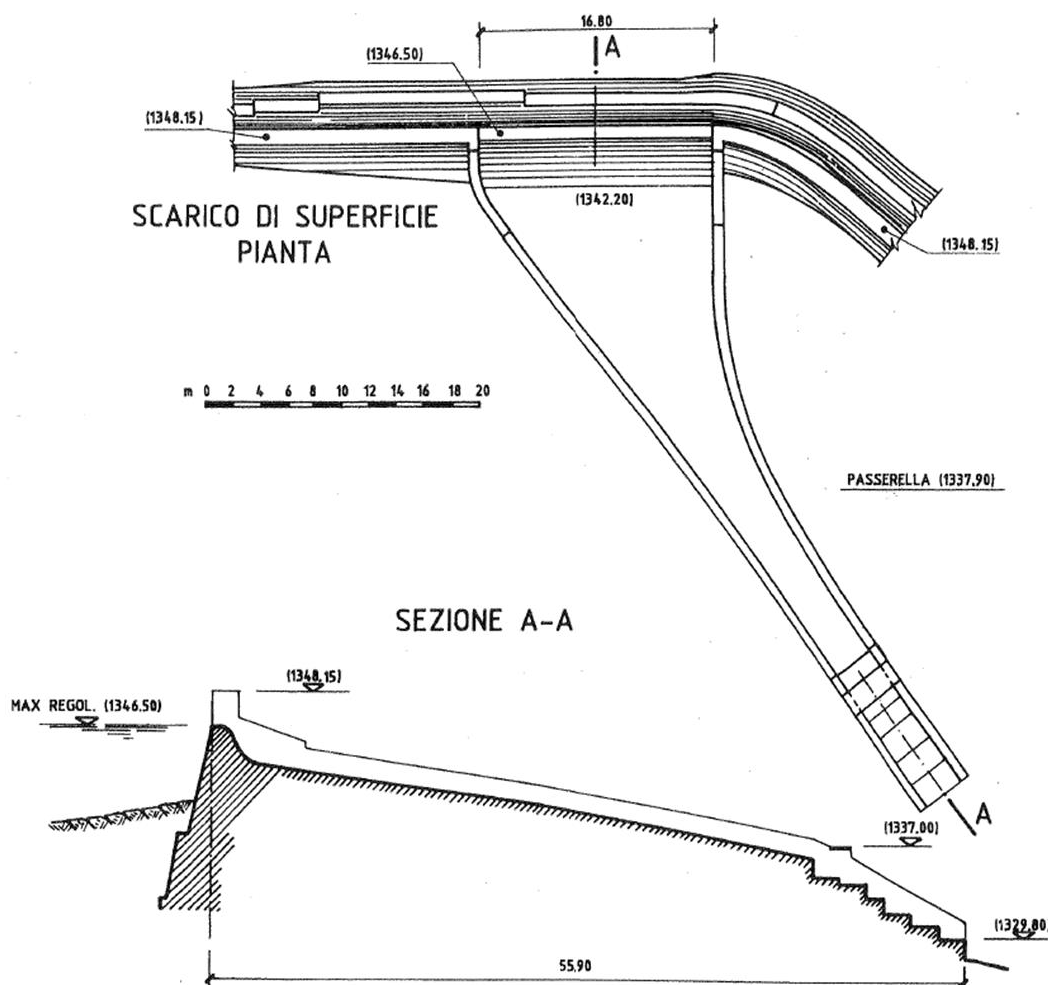 16.80
A
(1346.50)
(1348.15)
(1342.20)
SCARICO DI SUPERFICIE
PIANTA
(1348.15)
m 0 2 4 6 8 10 12 14 16 18 20
PASSERELLA (1337,90)
SEZIONE A-A
(1348,15)
MAX REGOL. (1346.50)
A
(1337.00)
(1329.80)
55,90